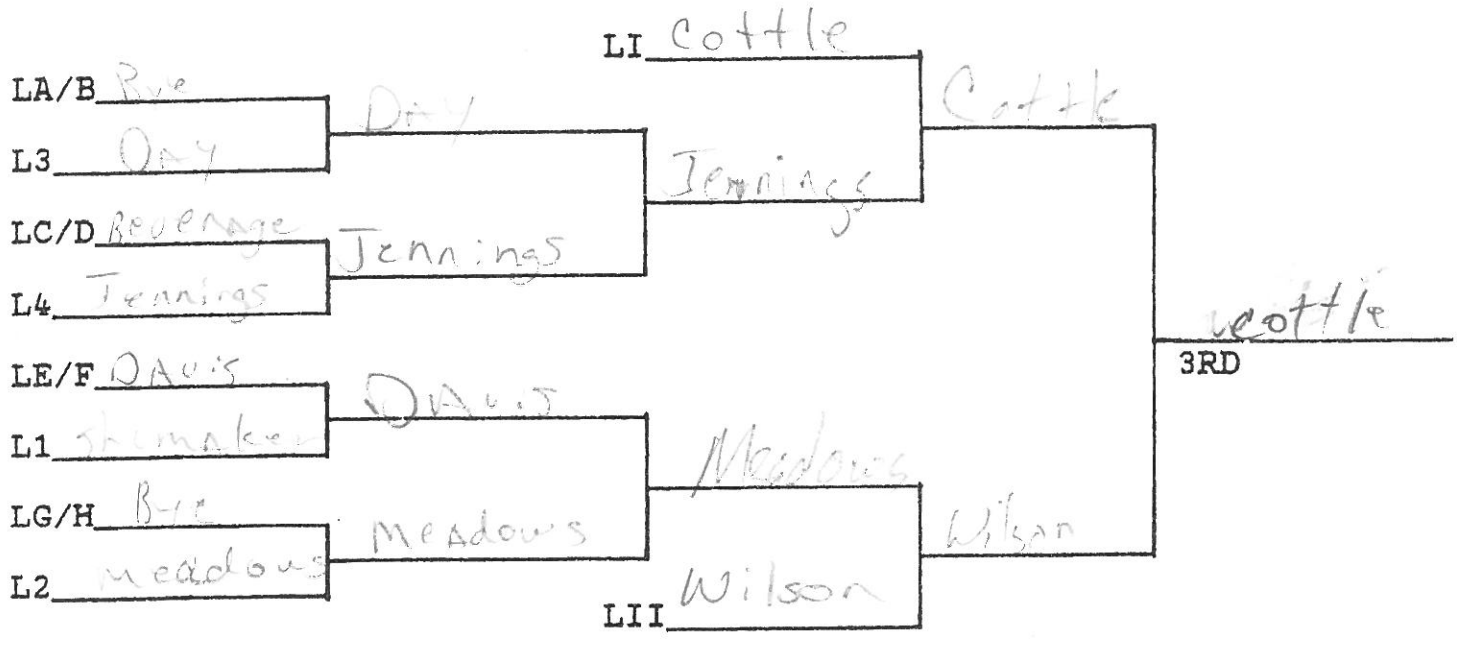 LI Cottle
LA/B Bye
Day
Cottle
L3 Day
Jennings
LC/D Beverage
Jennings
L4 Jennings
cottle
3RD
LE/F Davis
Davis
L1
Meadows
LG/H Bye
Meadows
Wilson
L2 Meadows
LII Wilson